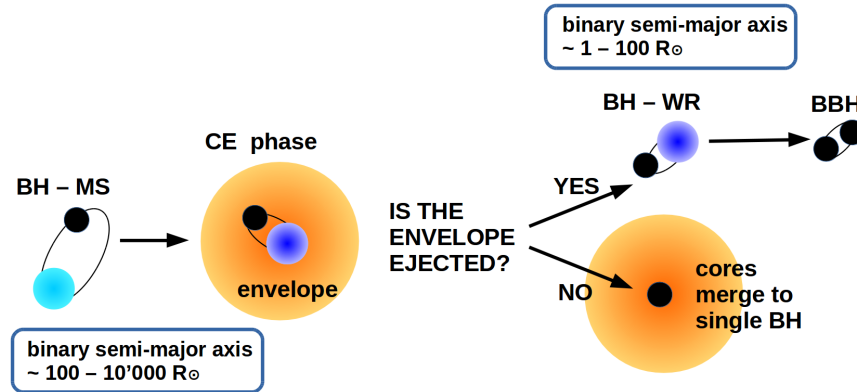 BH – MS
binary semi-major axis
~ 100 – 10’000 R⊙
CE phase
envelope
IS THE
ENVELOPE
EJECTED?
YES
NO
binary semi-major axis
~ 1 – 100 R⊙
BH – WR
BBH
cores
merge to
single BH